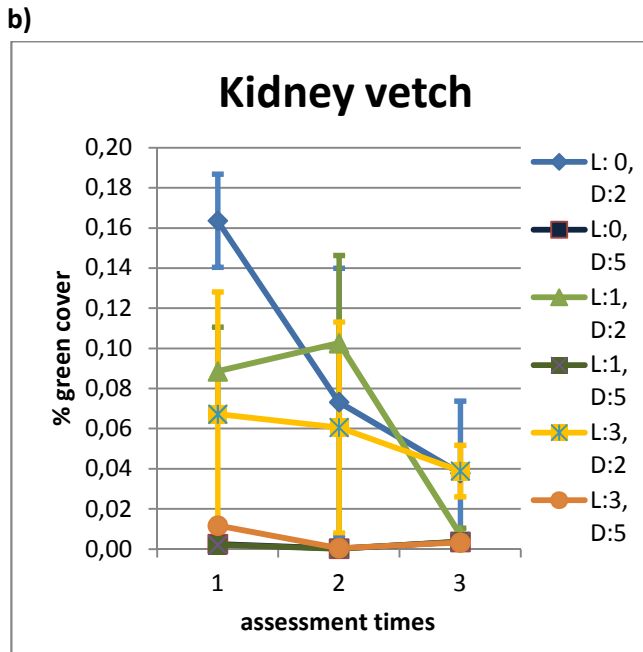 b)
Kidney vetch
% green cover
0,20
0,18
0,16
0,14
0,12
0,10
0,08
0,06
0,04
0,02
0,00
1 2 3
assessment times
L: 0,
D:2
L:0,
D:5
L:1,
D:2
L:1,
D:5
L:3,
D:2
L:3,
D:5